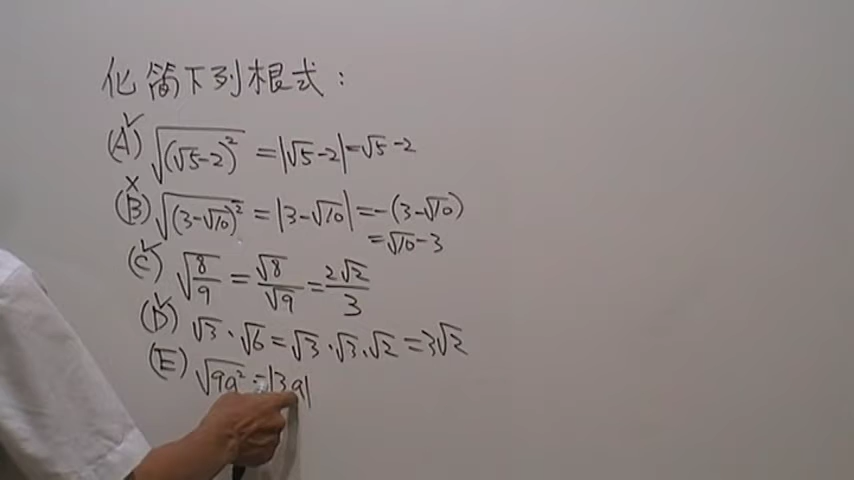 化簡下列根式：
✓(A) √(√5-2)² = |√5-2| = √5-2
×(B) √(3-√10)² = |3-√10| = -(3-√10)
= √10-3
✓(C) √8/9 = √8/√9 = 2√2/3
✓(D) √3·√6 = √3·√3·√2 = 3√2
(E) √9a² = |3a|